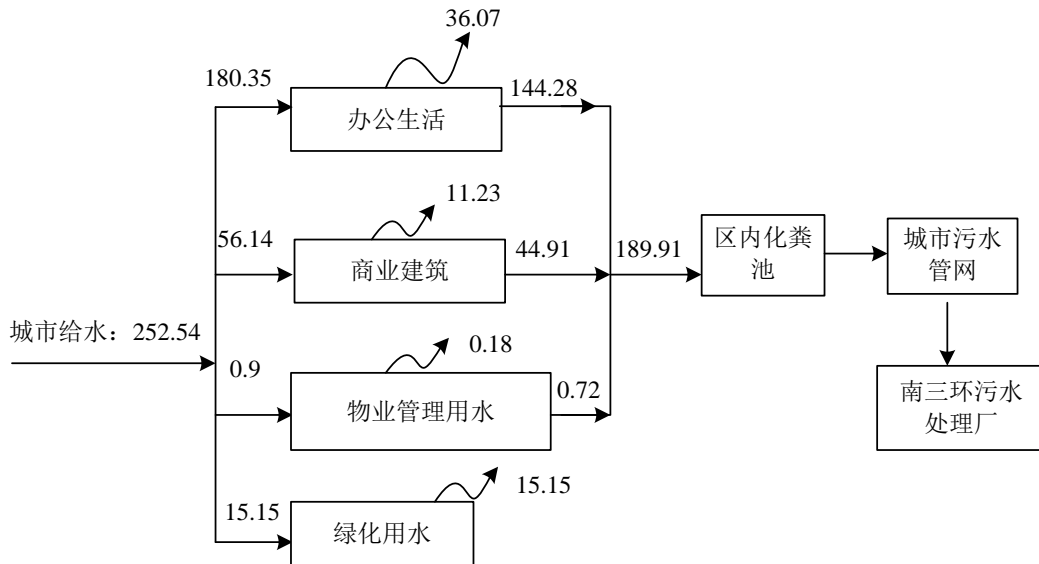 36.07
180.35
144.28
办公生活
11.23
56.14
44.91
189.91
商业建筑
区内化粪
池
城市污水
管网
城市给水：252.54
0.9
0.18
0.72
物业管理用水
南三环污水
处理厂
15.15
15.15
绿化用水